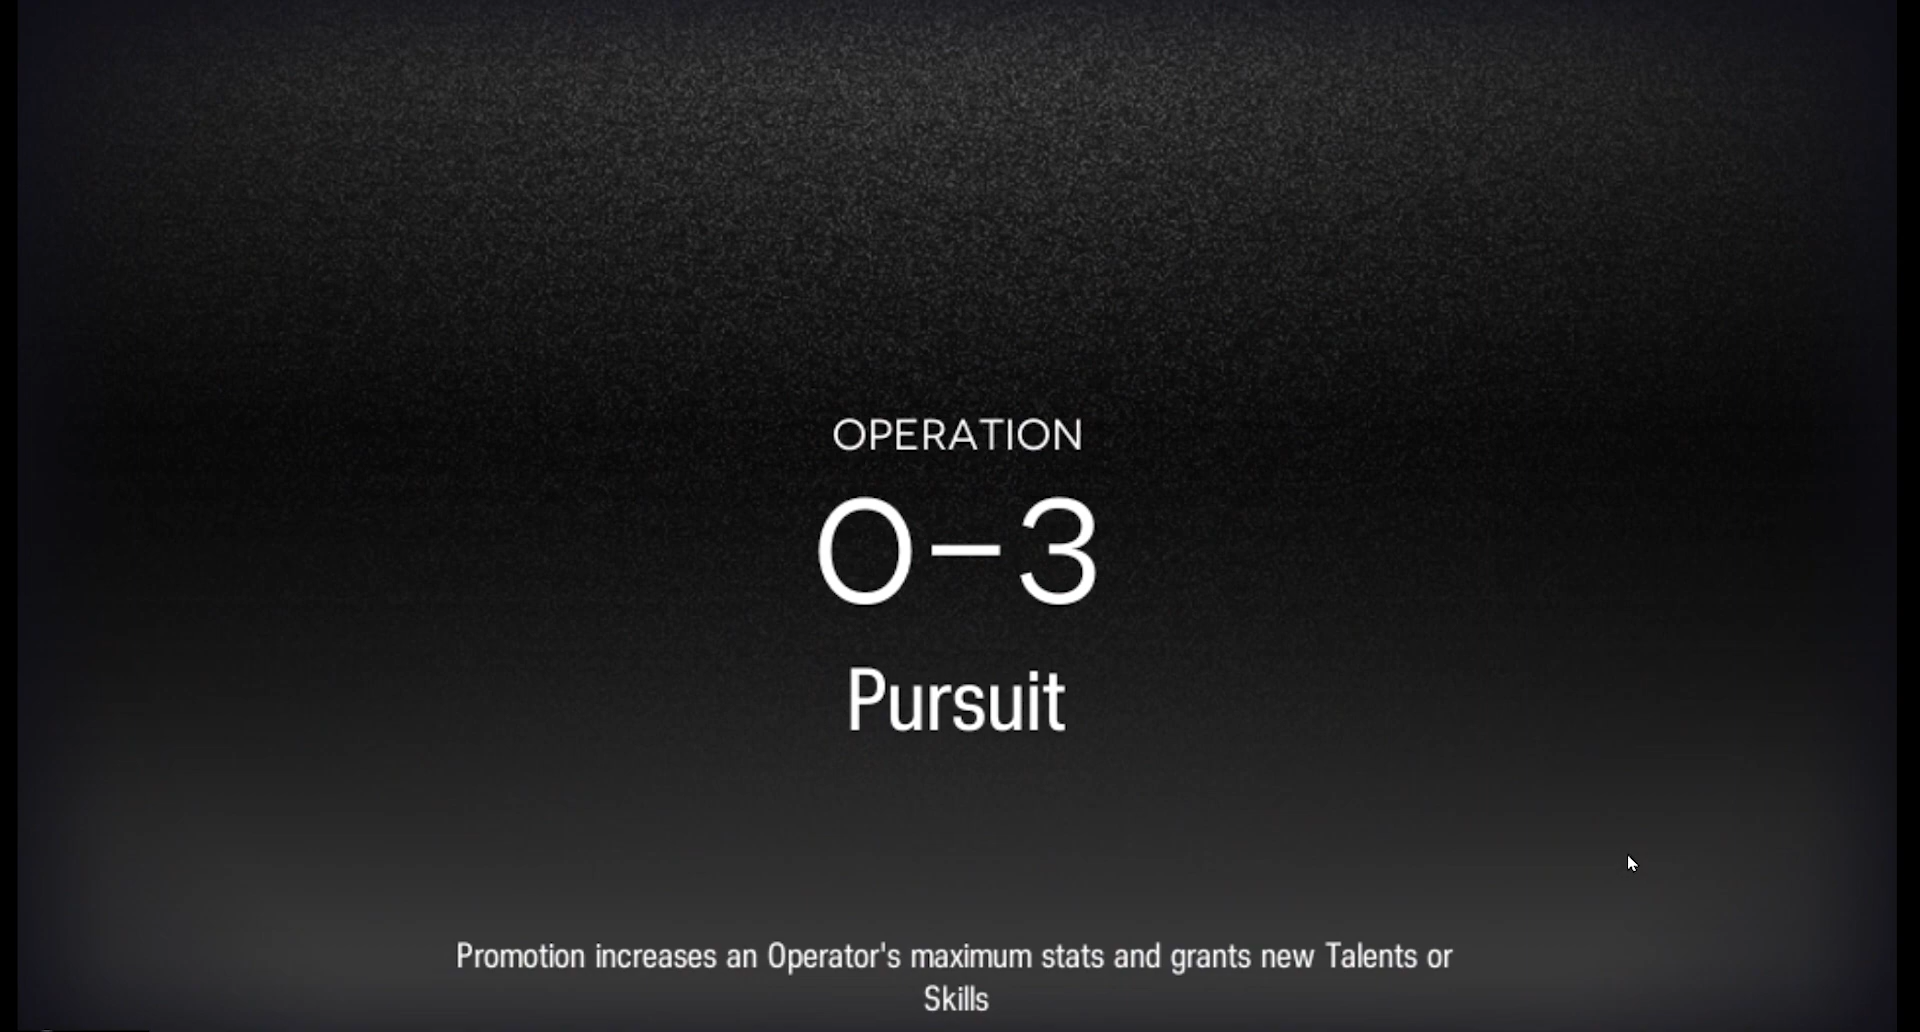 OPERATION
0-3
Pursuit
Promotion increases an Operator's maximum stats and grants new Talents or
Skills